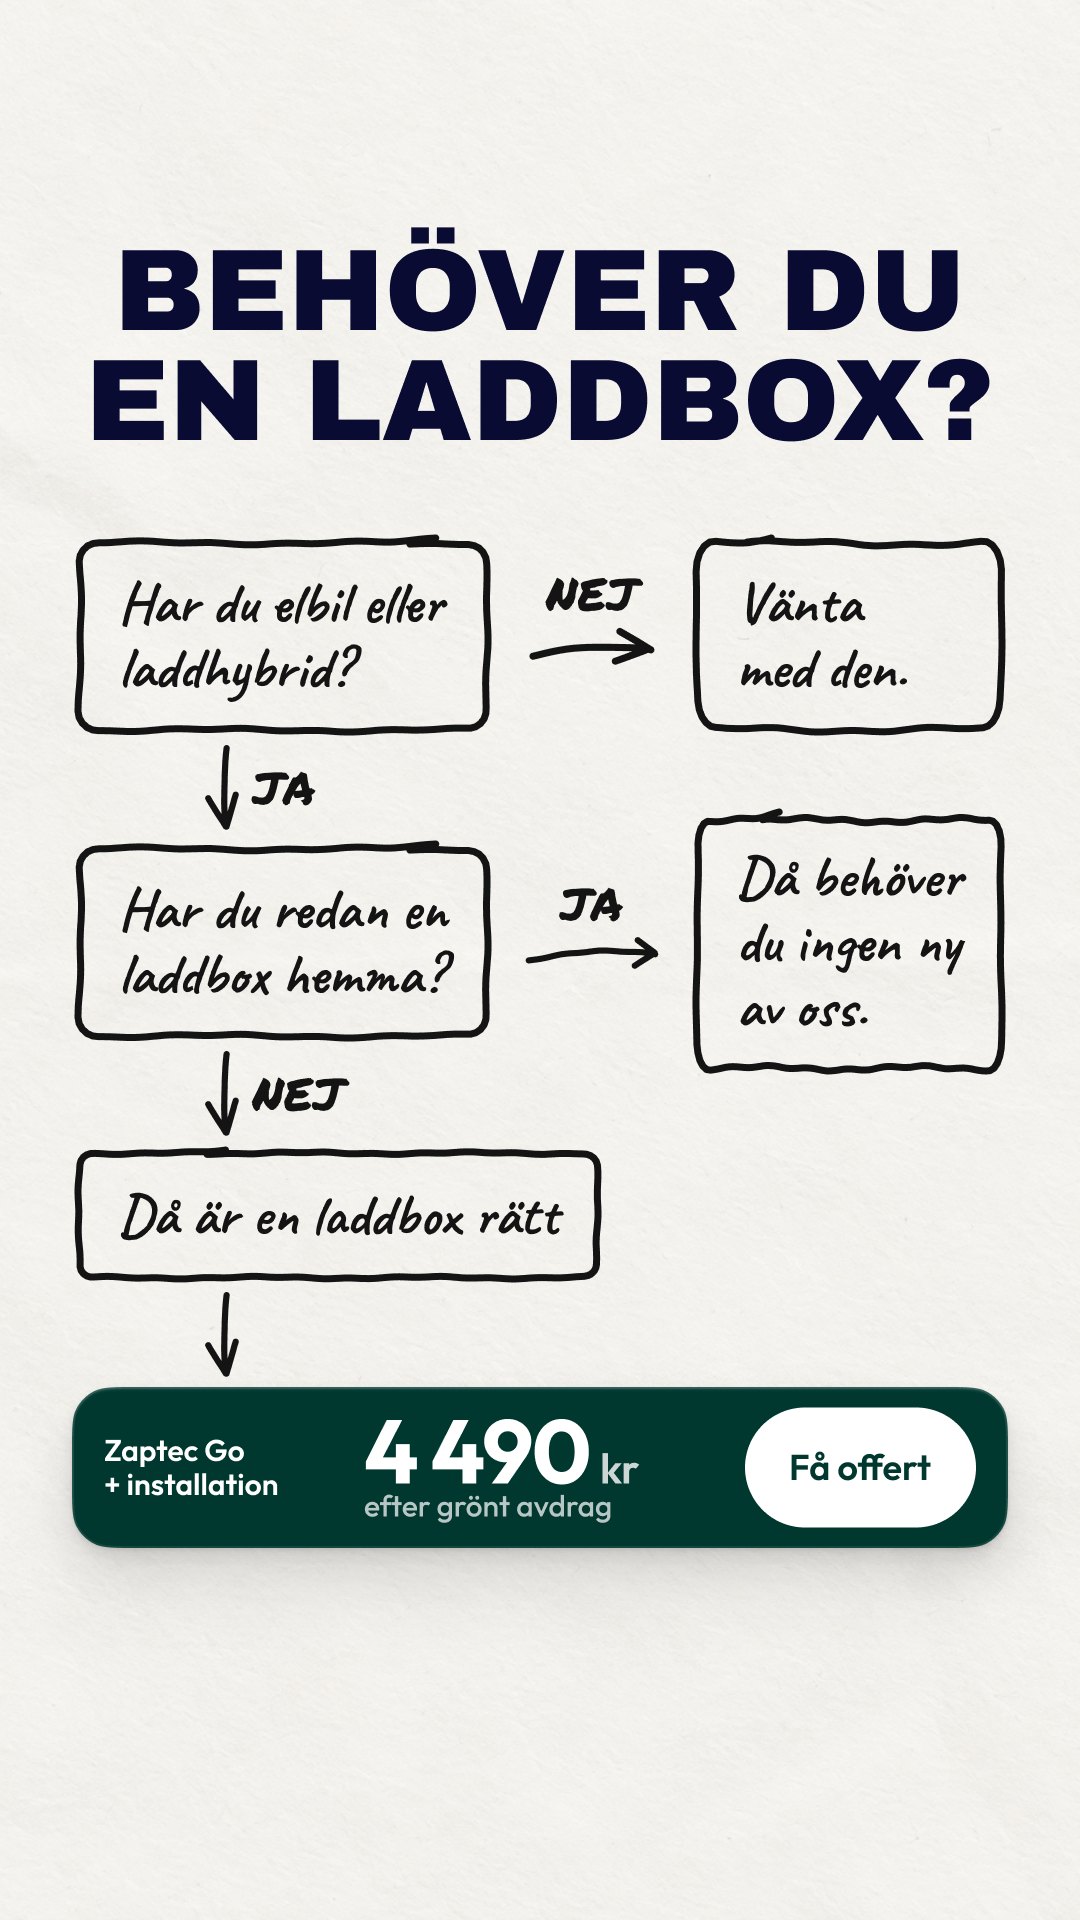 BEHÖVER DU
EN LADDBOX?
Har du elbil eller
laddhybrid?
NEJ
Vänta
med den.
JA
Har du redan en
laddbox hemma?
JA
Då behöver
du ingen ny
av oss.
NEJ
Då är en laddbox rätt
Zaptec Go
+ installation
4 490 kr
efter grönt avdrag
Få offert